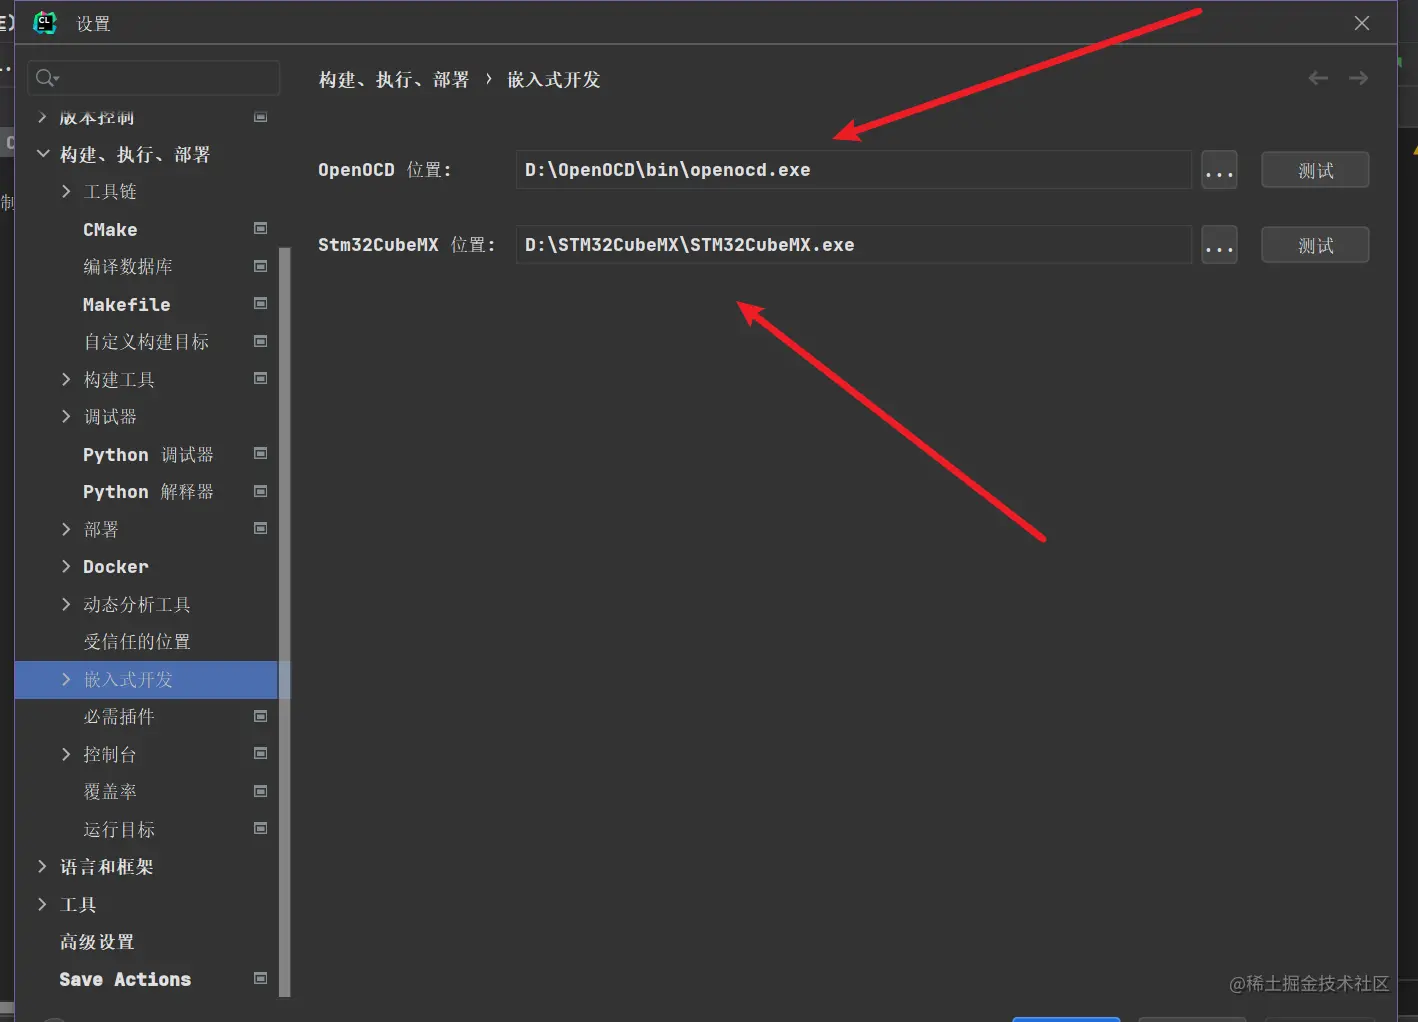 设置
构建、执行、部署 › 嵌入式开发
版本控制
构建、执行、部署
工具链
CMake
编译数据库
Makefile
自定义构建目标
构建工具
调试器
Python 调试器
Python 解释器
部署
Docker
动态分析工具
受信任的位置
嵌入式开发
必需插件
控制台
覆盖率
运行目标
语言和框架
工具
高级设置
Save Actions
OpenOCD 位置: D:\OpenOCD\bin\openocd.exe ... 测试
Stm32CubeMX 位置: D:\STM32CubeMX\STM32CubeMX.exe ... 测试
@稀土掘金技术社区